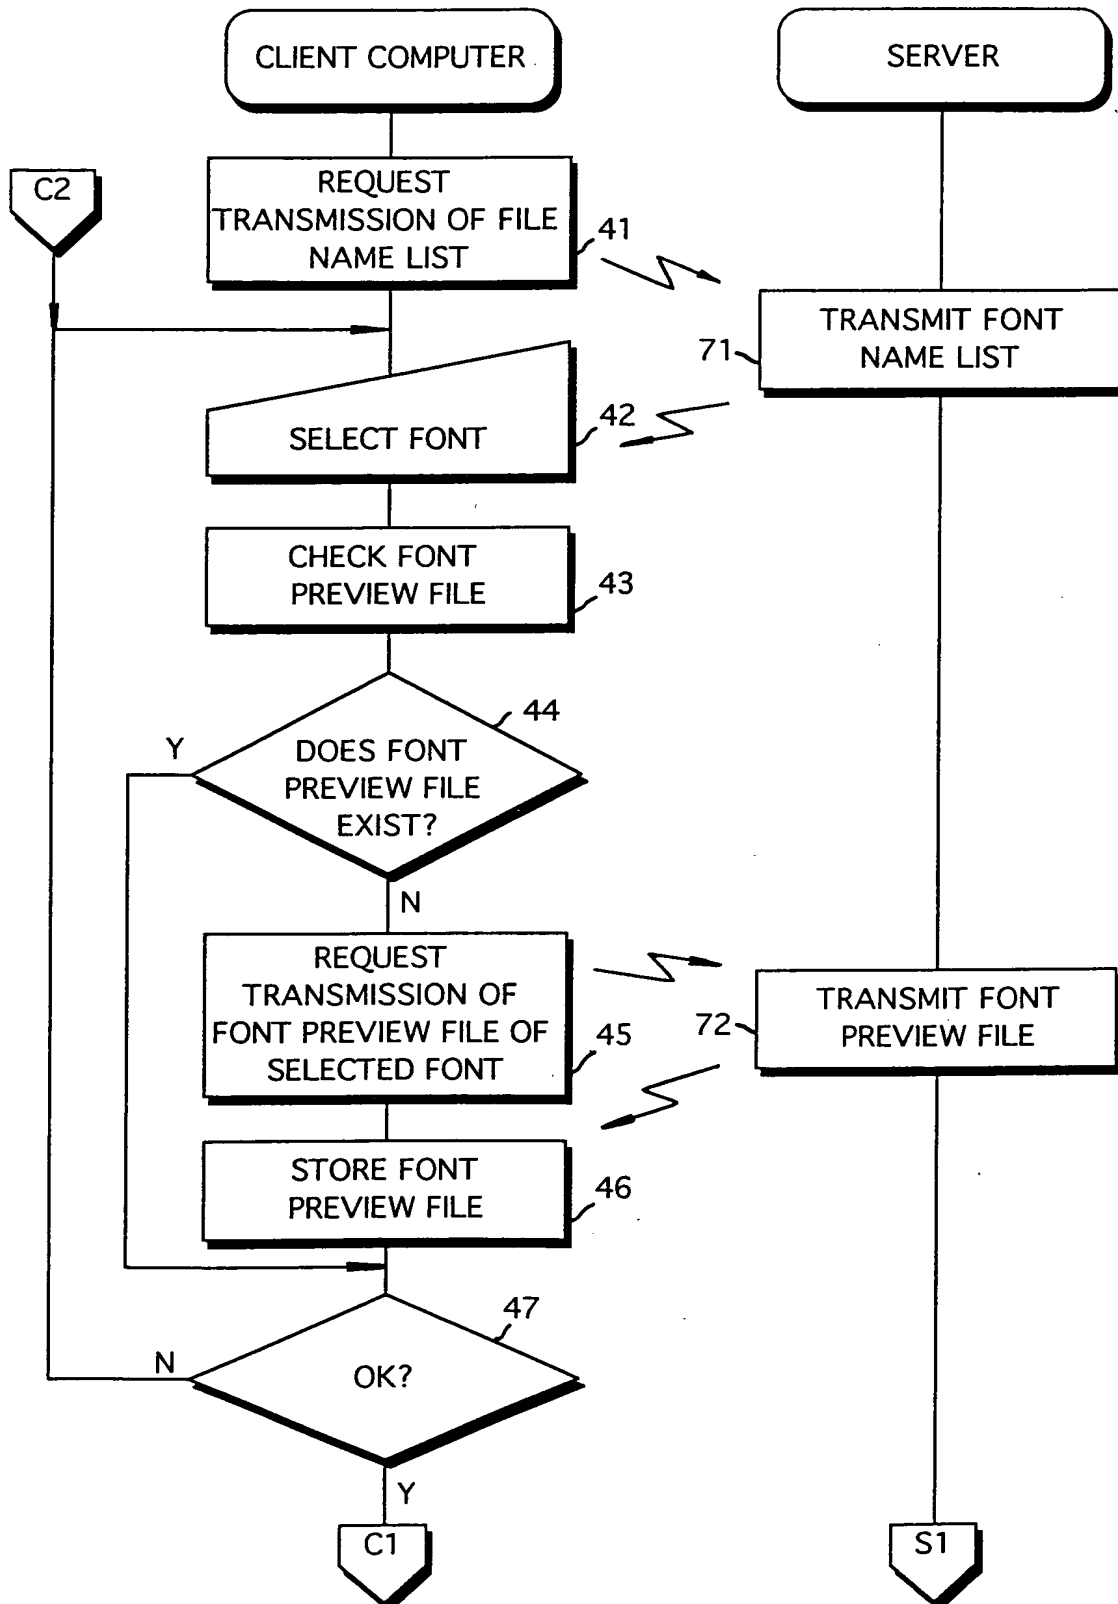 CLIENT COMPUTER
SERVER
C2
REQUEST
TRANSMISSION OF FILE
NAME LIST
41
TRANSMIT FONT
NAME LIST
71
SELECT FONT
42
CHECK FONT
PREVIEW FILE
43
44
Y
DOES FONT
PREVIEW FILE
EXIST?
N
REQUEST
TRANSMISSION OF
FONT PREVIEW FILE OF
SELECTED FONT
45
TRANSMIT FONT
PREVIEW FILE
72
STORE FONT
PREVIEW FILE
46
47
N
OK?
Y
C1
S1